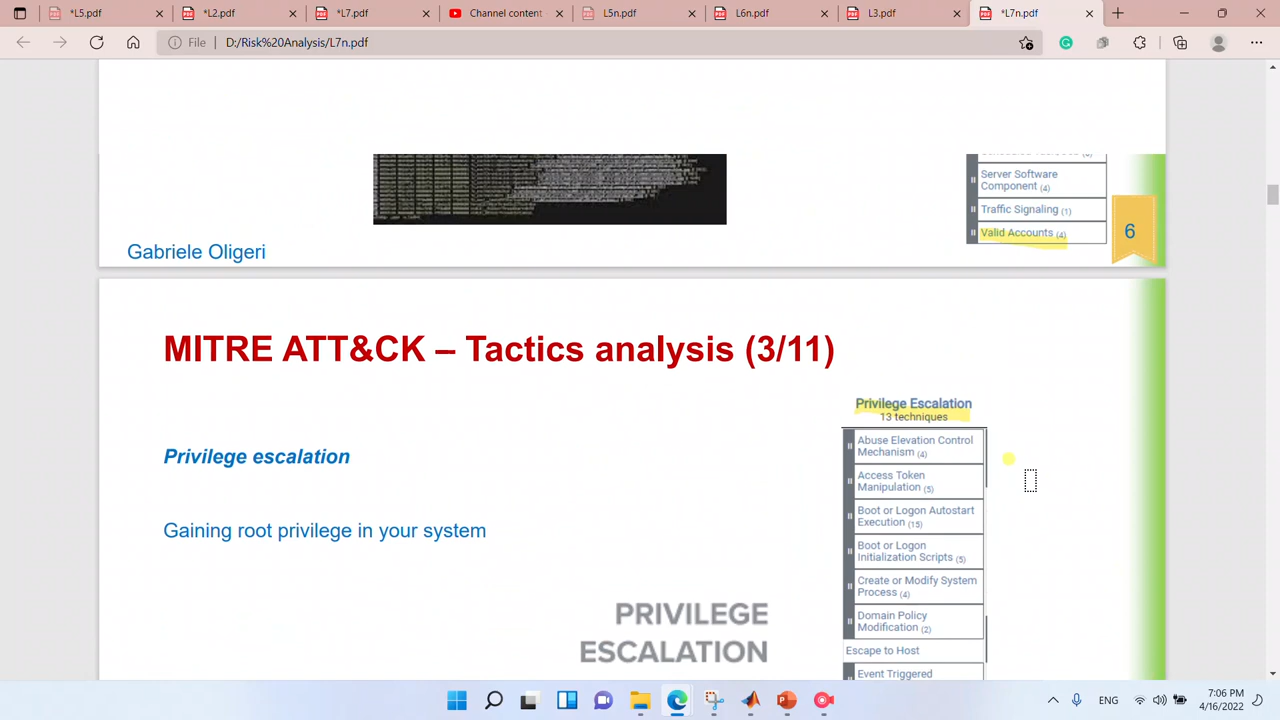 *L5.pdf
*L2.pdf
*L7.pdf
Channel content
L5n.pdf
L6n.pdf
L3.pdf
*L7n.pdf
File
D:/Risk%20Analysis/L7n.pdf
Server Software
Component (4)
Traffic Signaling (1)
Valid Accounts (4)
6
Gabriele Oligeri
MITRE ATT&CK – Tactics analysis (3/11)
Privilege Escalation
13 techniques
Privilege escalation
Gaining root privilege in your system
Abuse Elevation Control
Mechanism (4)
Access Token
Manipulation (5)
Boot or Logon Autostart
Execution (15)
Boot or Logon
Initialization Scripts (5)
Create or Modify System
Process (4)
Domain Policy
Modification (2)
Escape to Host
Event Triggered
PRIVILEGE
ESCALATION
ENG
7:06 PM
4/16/2022